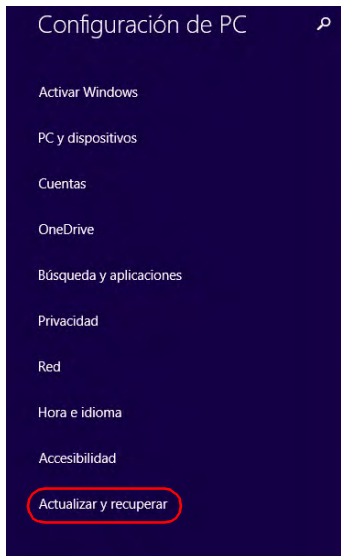 Configuración de PC
Activar Windows
PC y dispositivos
Cuentas
OneDrive
Búsqueda y aplicaciones
Privacidad
Red
Hora e idioma
Accesibilidad
Actualizar y recuperar